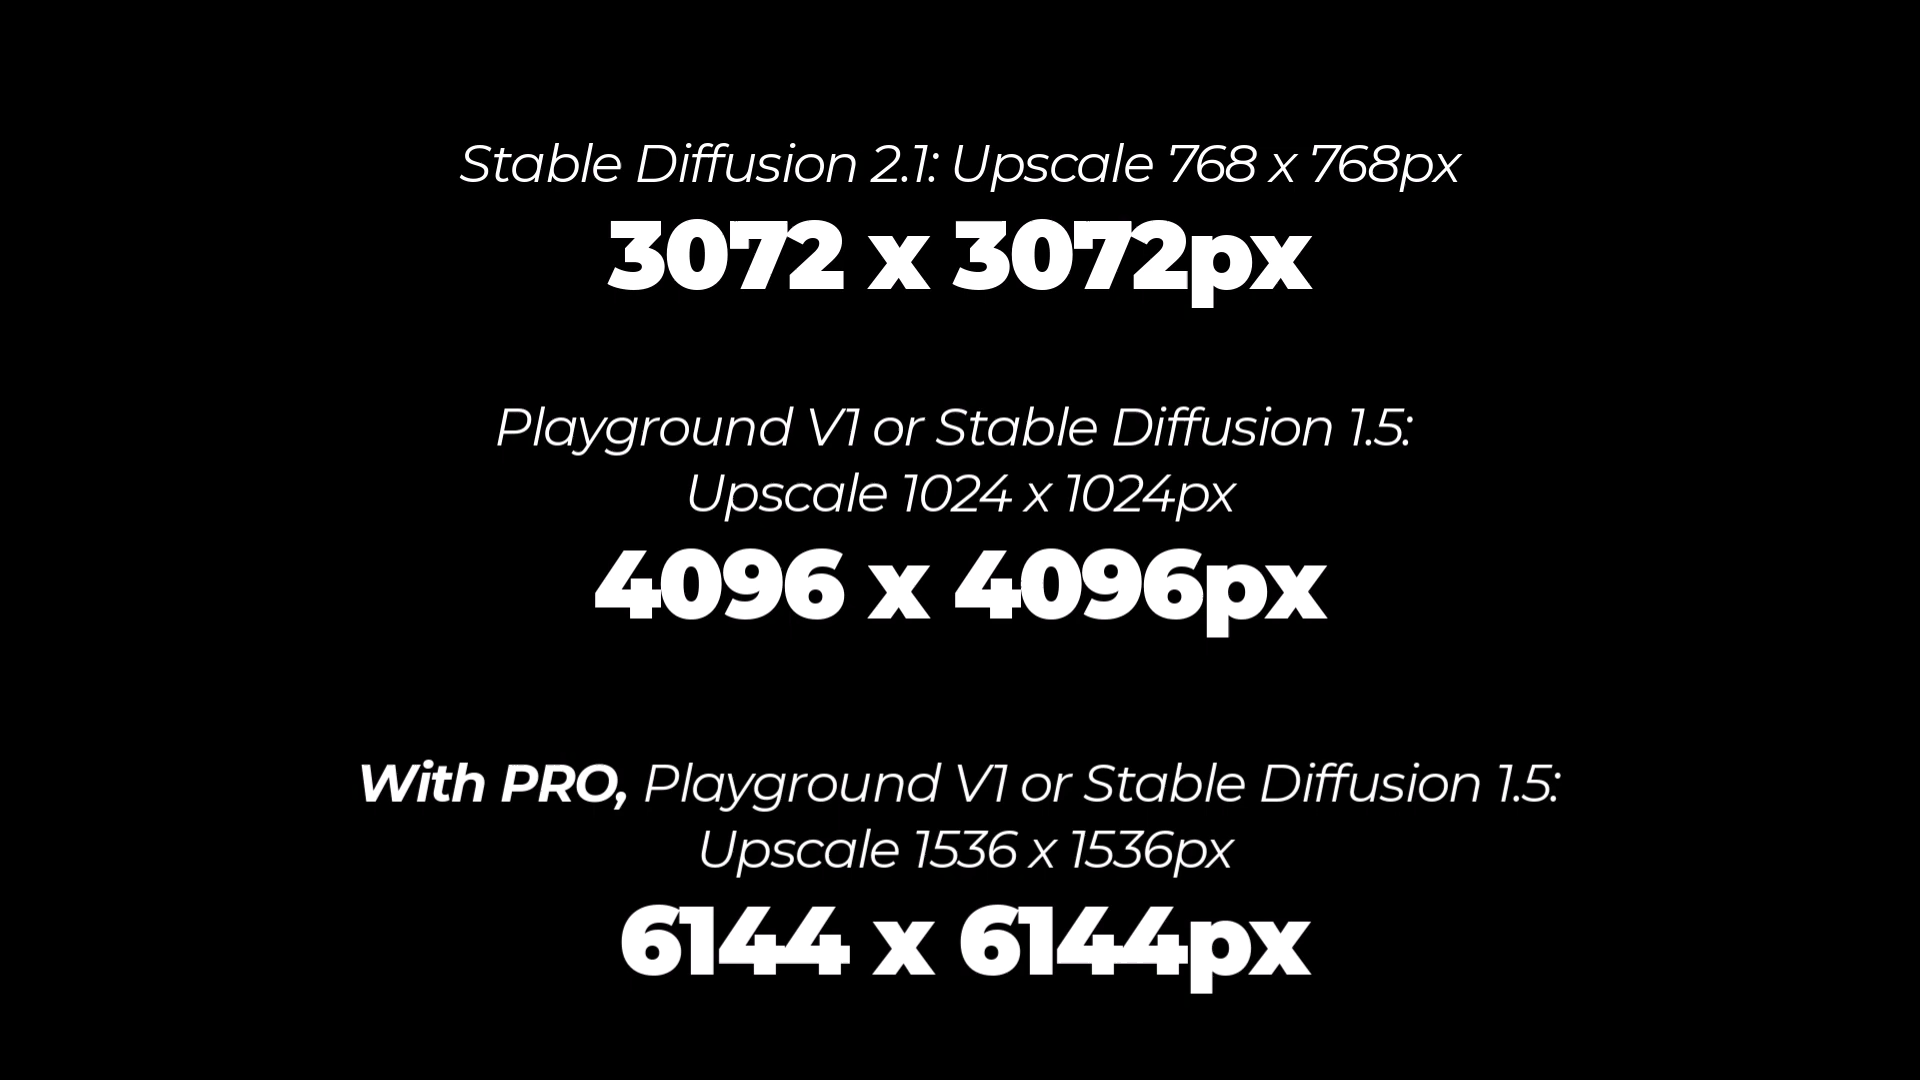 Stable Diffusion 2.1: Upscale 768 x 768px
3072 x 3072px
Playground V1 or Stable Diffusion 1.5:
Upscale 1024 x 1024px
4096 x 4096px
With PRO, Playground V1 or Stable Diffusion 1.5:
Upscale 1536 x 1536px
6144 x 6144px